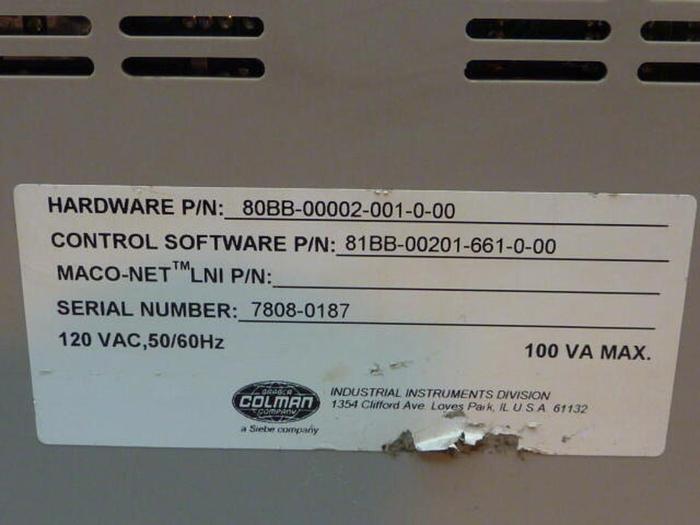 HARDWARE P/N: 80BB-00002-001-0-00
CONTROL SOFTWARE P/N: 81BB-00201-661-0-00
MACO-NET™LNI P/N:
SERIAL NUMBER: 7808-0187
120 VAC,50/60Hz
100 VA MAX.
BARBER
COLMAN
COMPANY
a Siebe company
INDUSTRIAL INSTRUMENTS DIVISION
1354 Clifford Ave. Loves Park, IL U.S.A. 61132